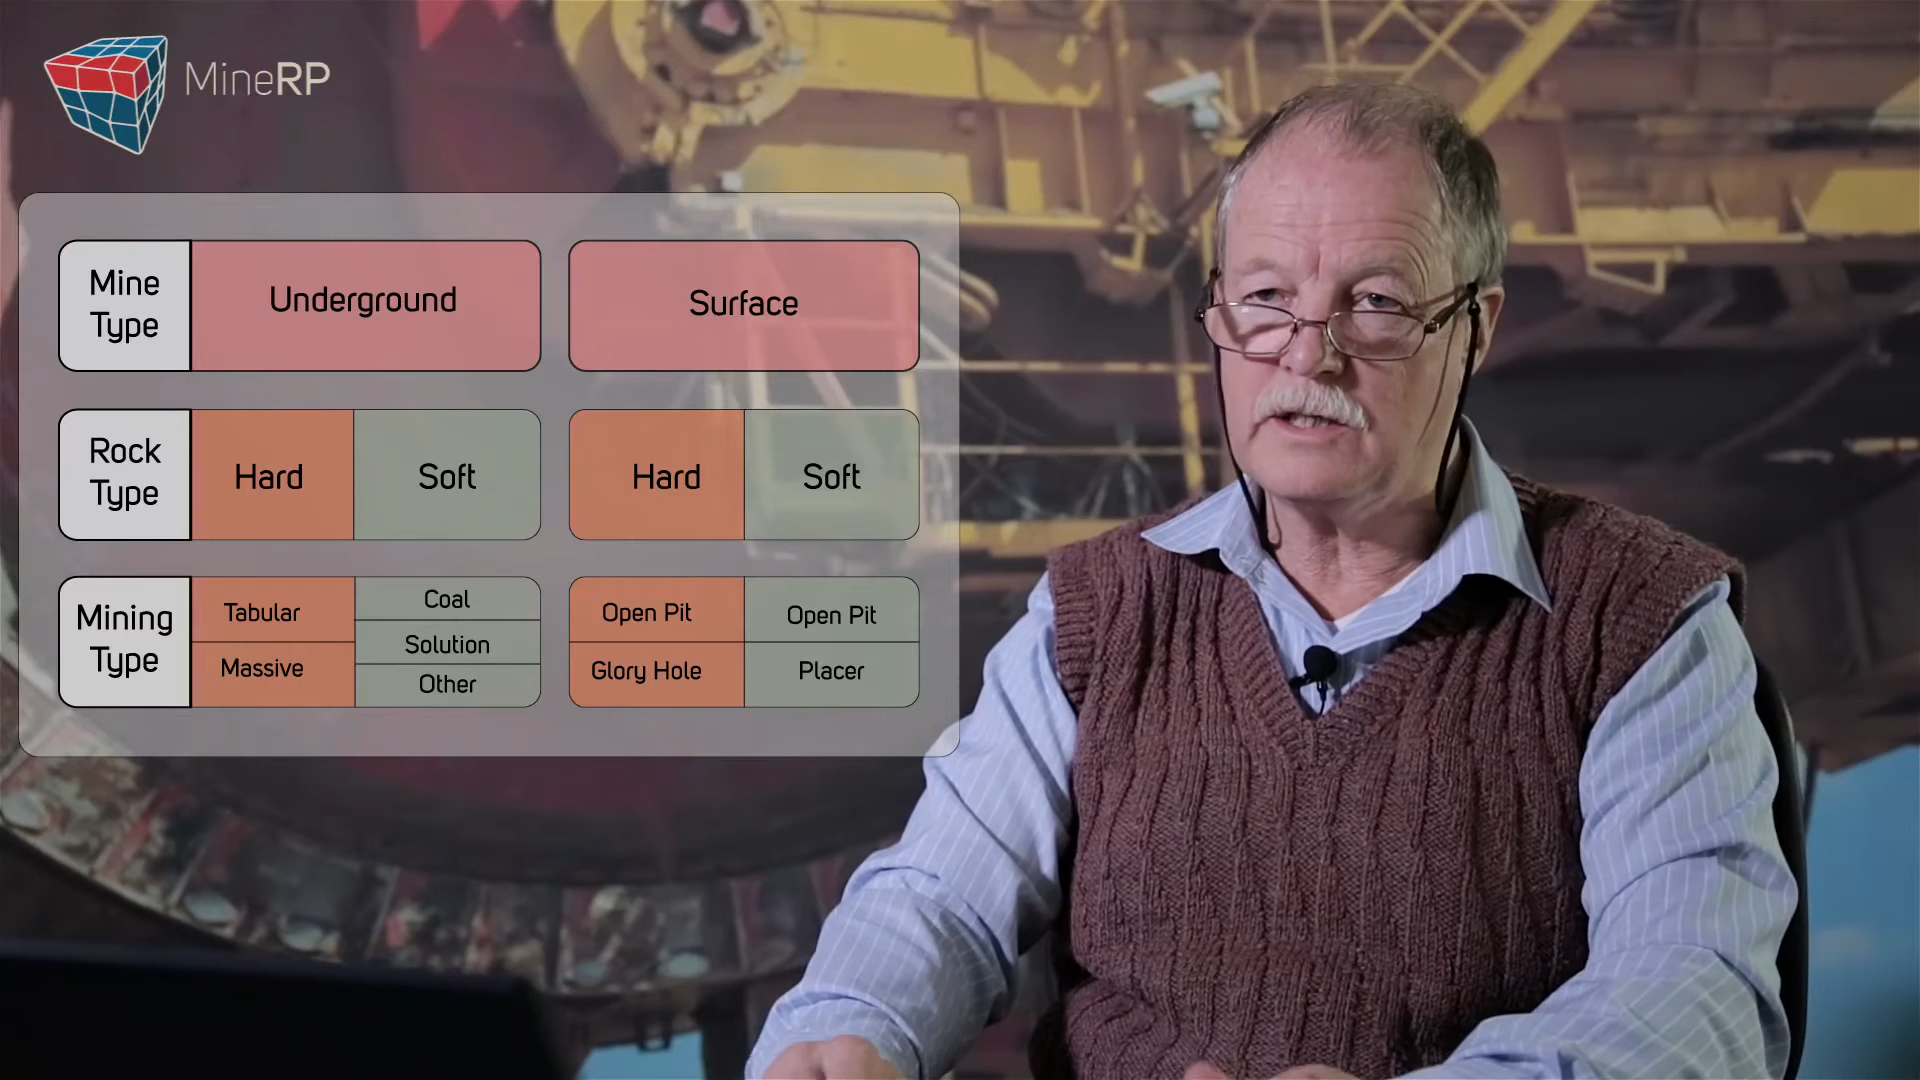 MineRP
Mine
Type
Underground
Surface
Rock
Type
Hard
Soft
Hard
Soft
Mining
Type
Tabular
Massive
Coal
Solution
Other
Open Pit
Glory Hole
Open Pit
Placer